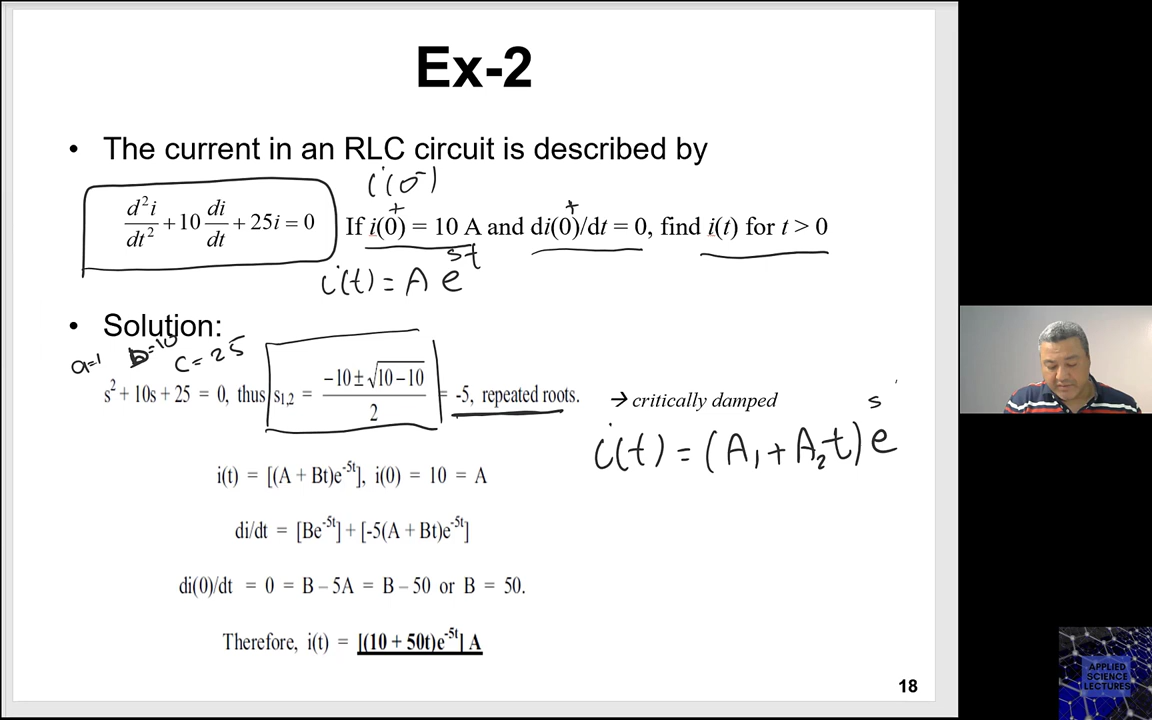 Ex-2
• The current in an RLC circuit is described by
i(0⁻)
d²i/dt² + 10 di/dt + 25i = 0 If i(0) = 10 A and di(0)/dt = 0, find i(t) for t > 0
+ +
i(t) = A e^st
• Solution:
a=1 b=10 c=25
s² + 10s + 25 = 0, thus s1,2 = (−10 ± √(10−10))/2 = -5, repeated roots. → critically damped
i(t) = (A₁ + A₂t) e^s
i(t) = [(A + Bt)e^-5t], i(0) = 10 = A
di/dt = [Be^-5t] + [-5(A + Bt)e^-5t]
di(0)/dt = 0 = B – 5A = B – 50 or B = 50.
Therefore, i(t) = [(10 + 50t)e^-5t] A
18
APPLIED
SCIENCE
LECTURES